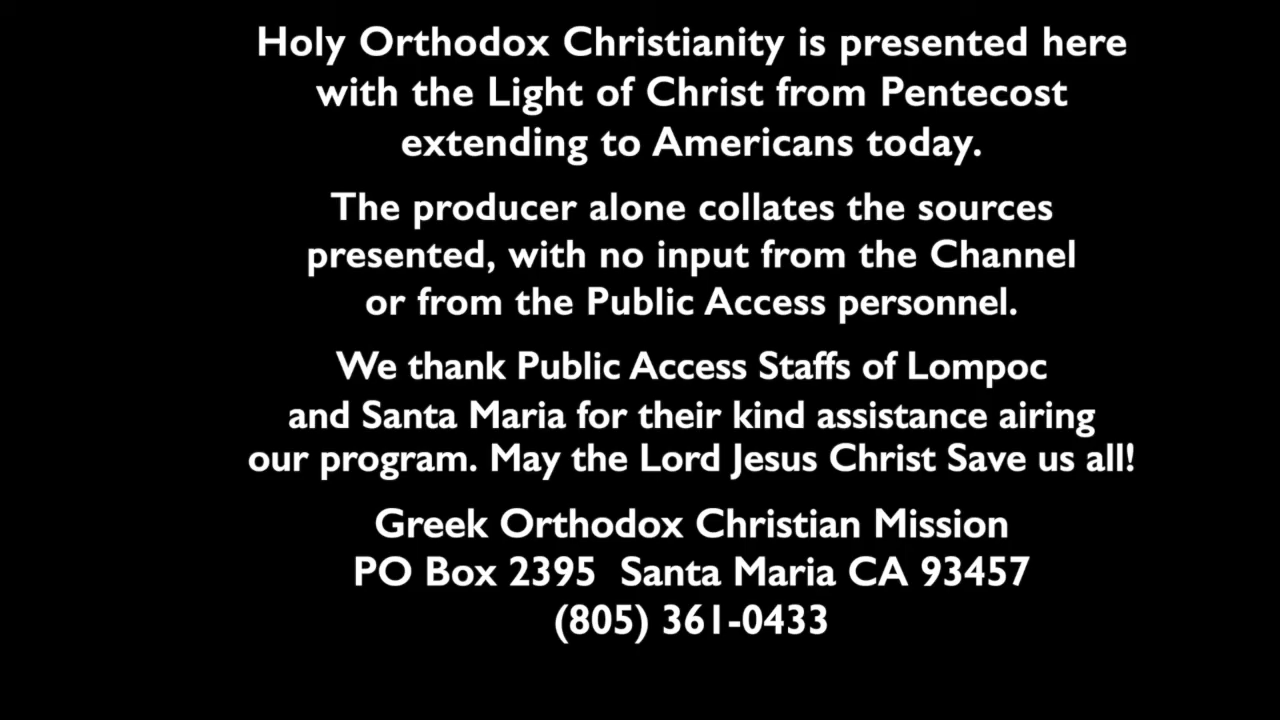 Holy Orthodox Christianity is presented here
with the Light of Christ from Pentecost
extending to Americans today.
The producer alone collates the sources
presented, with no input from the Channel
or from the Public Access personnel.
We thank Public Access Staffs of Lompoc
and Santa Maria for their kind assistance airing
our program. May the Lord Jesus Christ Save us all!
Greek Orthodox Christian Mission
PO Box 2395  Santa Maria CA 93457
(805) 361-0433